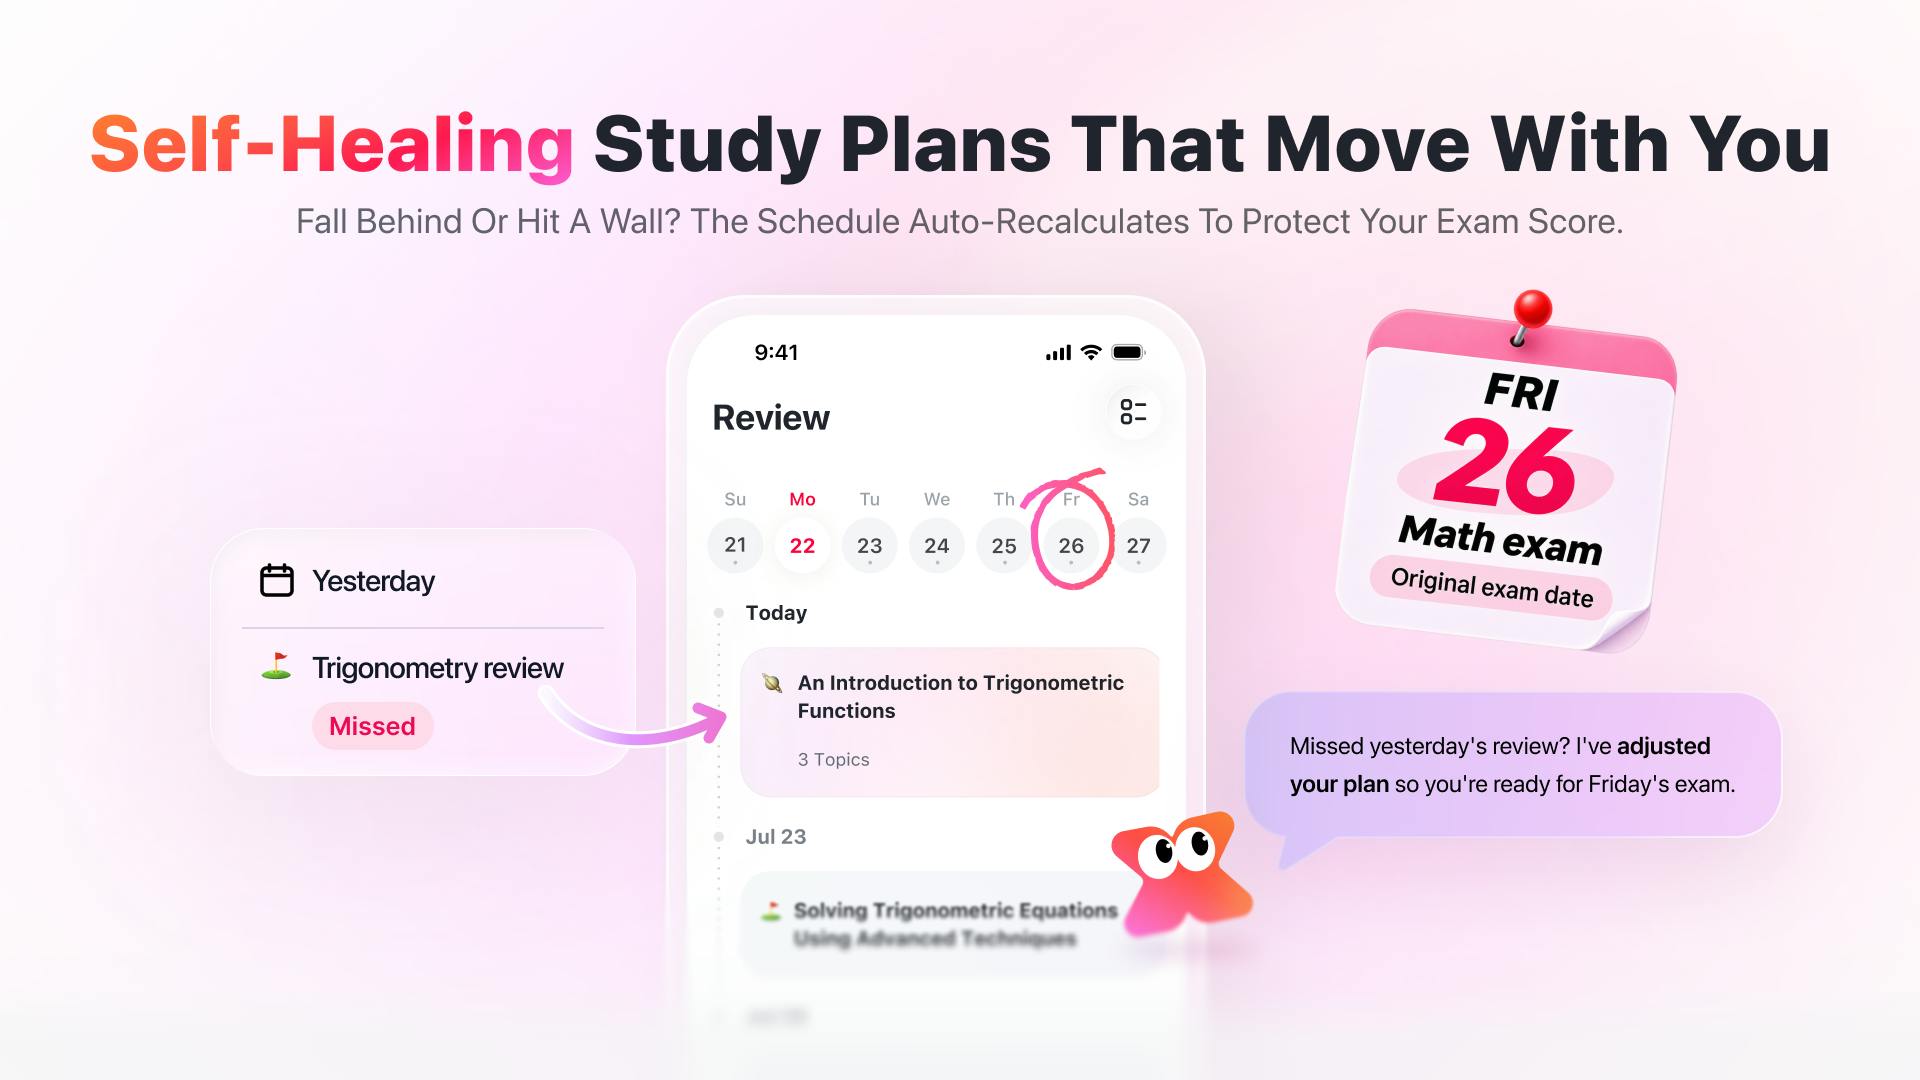 Self-Healing Study Plans That Move With You
Fall Behind Or Hit A Wall? The Schedule Auto-Recalculates To Protect Your Exam Score.
Yesterday
Trigonometry review
Missed
9:41
Review
Su Mo Tu We Th Fr Sa
21 22 23 24 25 26 27
Today
An Introduction to Trigonometric
Functions
3 Topics
Jul 23
Solving Trigonometric Equations
Using Advanced Techniques
FRI
26
Math exam
Original exam date
Missed yesterday's review? I've adjusted
your plan so you're ready for Friday's exam.